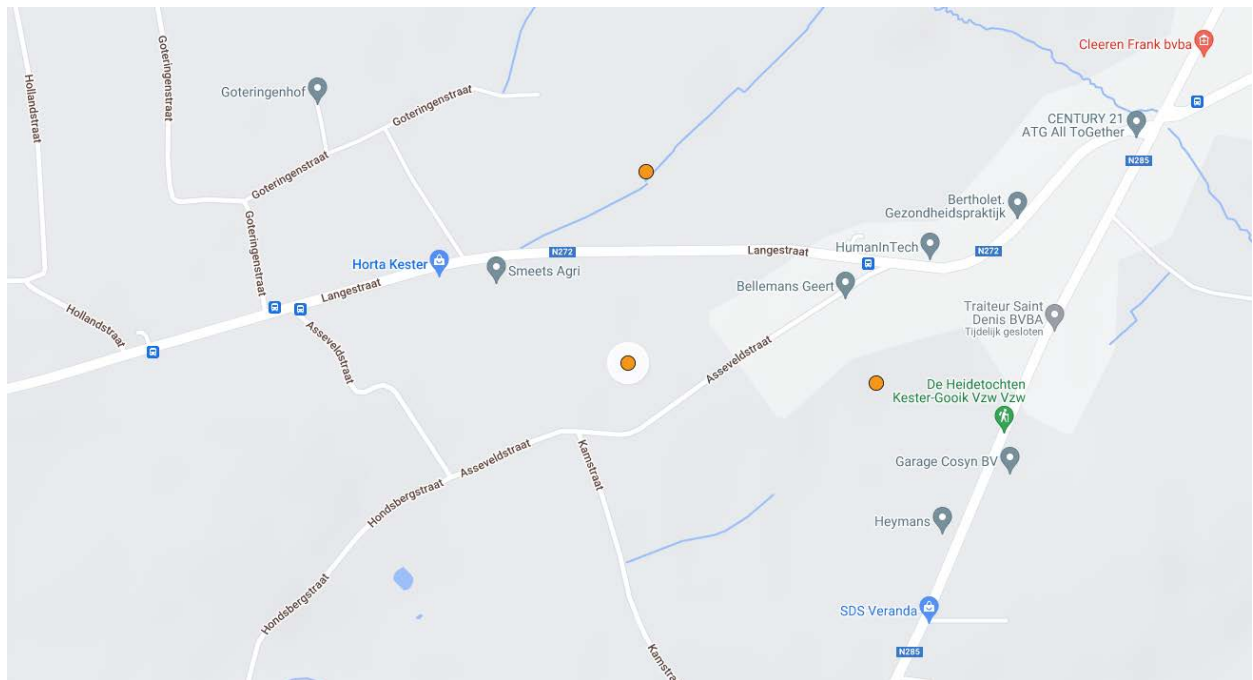 Cleeren Frank bvba
Hollandstraat
Goteringenstraat
Goteringenhof
Goteringenstraat
CENTURY 21
ATG All ToGether
N285
Goteringenstraat
Bertholet.
Gezondheidspraktijk
Goteringenstraat
HumanInTech
N272
Langestraat
N272
Horta Kester
Smeets Agri
Langestraat
Bellemans Geert
Hollandstraat
Asseveldstraat
Traiteur Saint
Denis BVBA
Tijdelijk gesloten
Asseveldstraat
De Heidetochten
Kester-Gooik Vzw Vzw
Asseveldstraat
Kamstraat
Garage Cosyn BV
Hondsbergstraat
Heymans
Hondsbergstraat
SDS Veranda
Kamstraat
N285